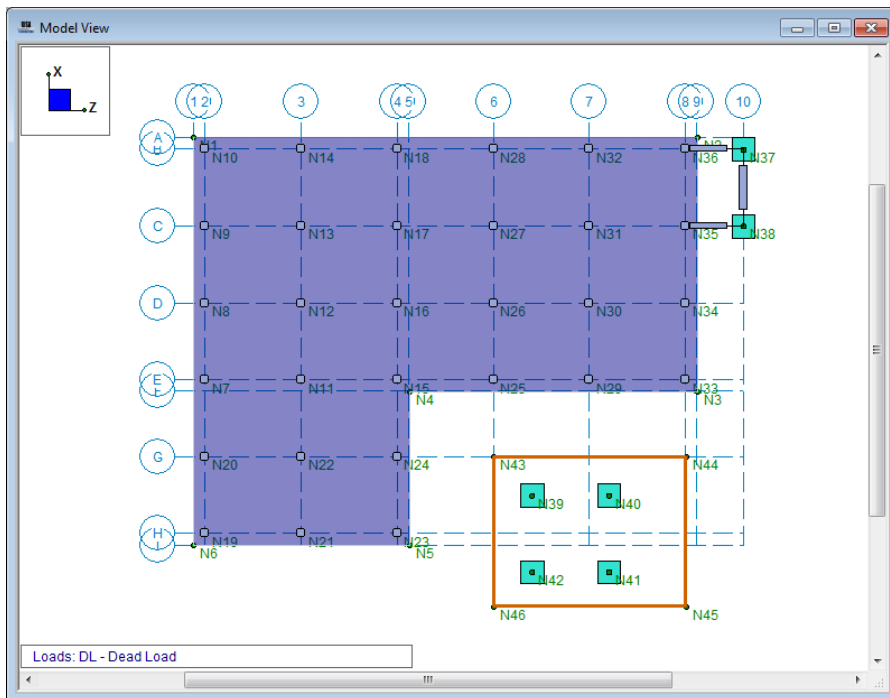 Model View
X
Z
1 2 3 4 5 6 7 8 9 10
A
N1 N2
B
N10 N14 N18 N28 N32 N36 N37
C
N9 N13 N17 N27 N31 N35 N38
D
N8 N12 N16 N26 N30 N34
E
N7 N11 N15 N25 N29 N33
N4 N3
G
N20 N22 N24 N43 N44
N39 N40
H
N19 N21 N23
N6 N5
N42 N41
N46 N45
Loads: DL - Dead Load